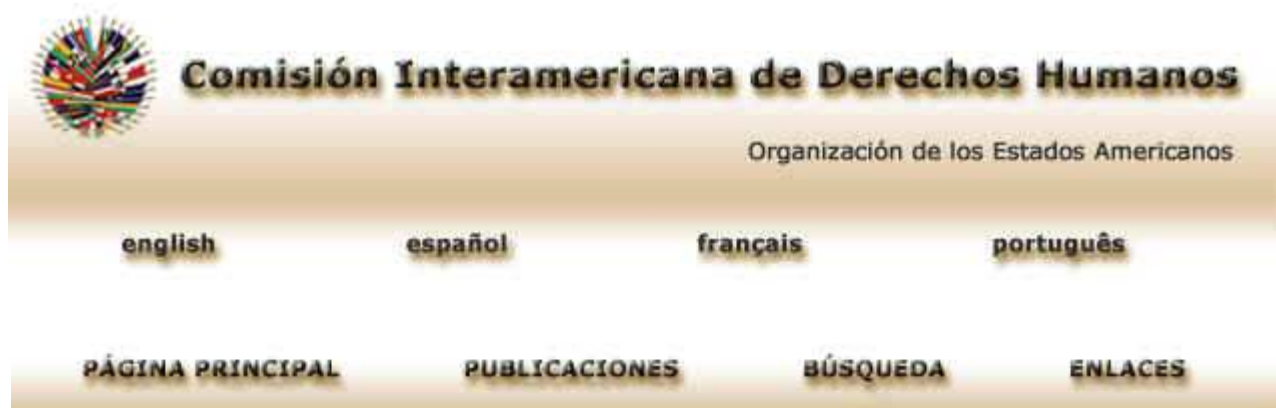 Comisión Interamericana de Derechos Humanos
Organización de los Estados Americanos
english español français português
PÁGINA PRINCIPAL PUBLICACIONES BÚSQUEDA ENLACES